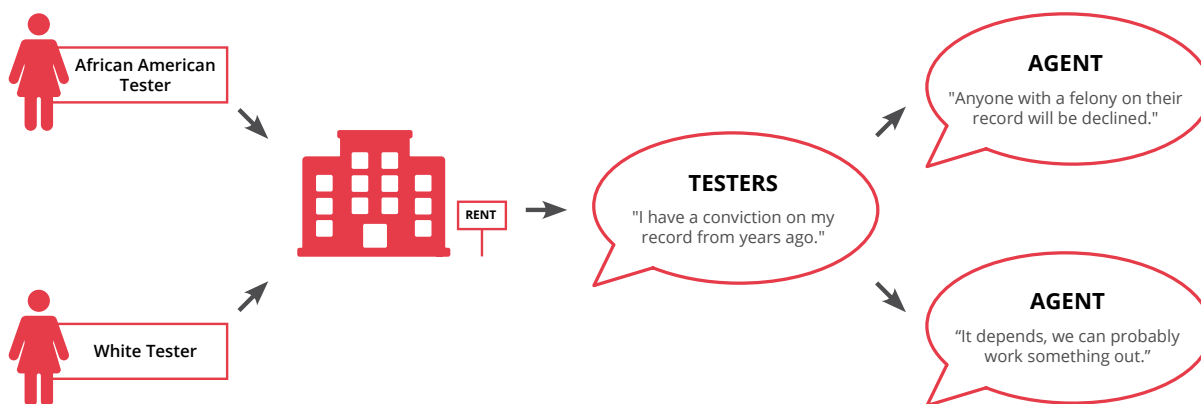 African American
Tester
White Tester
RENT
TESTERS
"I have a conviction on my
record from years ago."
AGENT
"Anyone with a felony on their
record will be declined."
AGENT
“It depends, we can probably
work something out.”